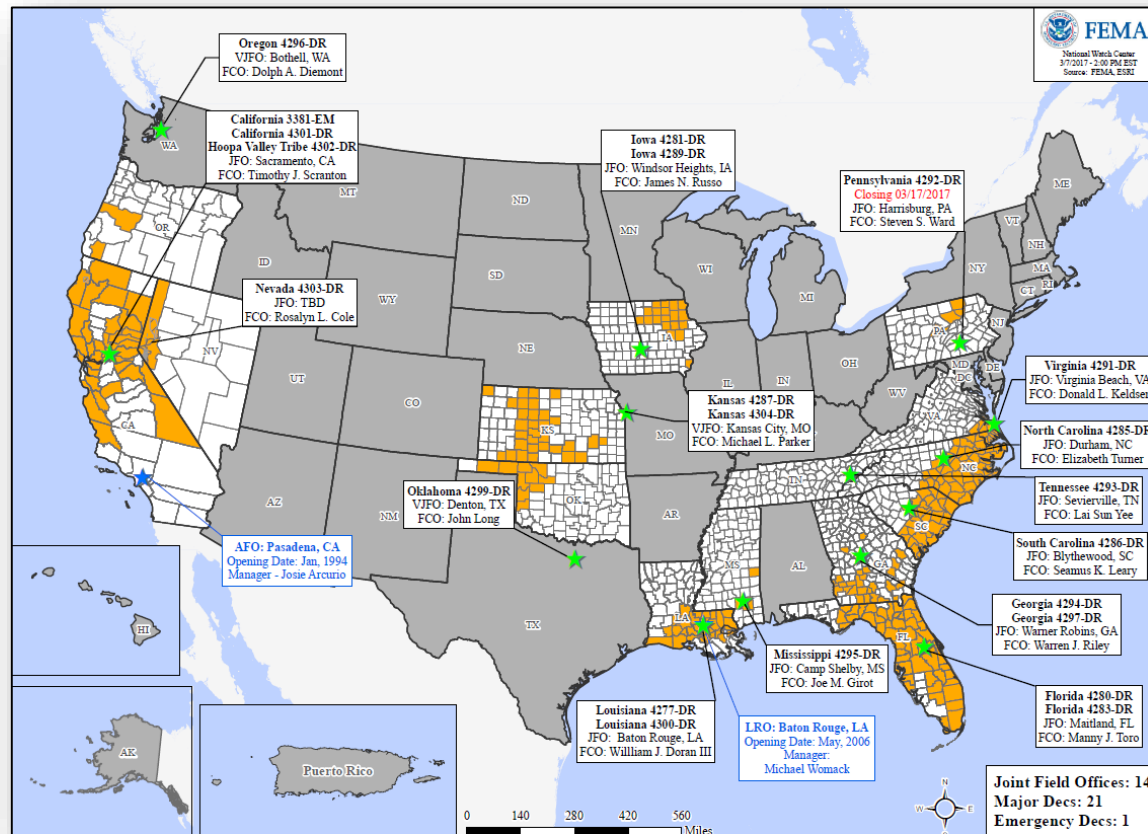 FEMA
National Watch Center
3/7/2017 - 2:00 PM EST
Source: FEMA, ESRI
Oregon 4296-DR
VJFO: Bothell, WA
FCO: Dolph A. Diemont
California 3381-EM
California 4301-DR
Hoopa Valley Tribe 4302-DR
JFO: Sacramento, CA
FCO: Timothy J. Scranton
Nevada 4303-DR
JFO: TBD
FCO: Rosalyn L. Cole
Iowa 4281-DR
Iowa 4289-DR
JFO: Windsor Heights, IA
FCO: James N. Russo
Pennsylvania 4292-DR
Closing 03/17/2017
JFO: Harrisburg, PA
FCO: Steven S. Ward
Kansas 4287-DR
Kansas 4304-DR
VJFO: Kansas City, MO
FCO: Michael L. Parker
Virginia 4291-DR
JFO: Virginia Beach, VA
FCO: Donald L. Keldsen
North Carolina 4285-DR
JFO: Durham, NC
FCO: Elizabeth Turner
Tennessee 4293-DR
JFO: Sevierville, TN
FCO: Lai Sun Yee
South Carolina 4286-DR
JFO: Blythewood, SC
FCO: Seamus K. Leary
Georgia 4294-DR
Georgia 4297-DR
JFO: Warner Robins, GA
FCO: Warren J. Riley
Florida 4280-DR
Florida 4283-DR
JFO: Maitland, FL
FCO: Manny J. Toro
Oklahoma 4299-DR
VJFO: Denton, TX
FCO: John Long
AFO: Pasadena, CA
Opening Date: Jan, 1994
Manager - Josie Arcurio
Mississippi 4295-DR
JFO: Camp Shelby, MS
FCO: Joe M. Girot
Louisiana 4277-DR
Louisiana 4300-DR
JFO: Baton Rouge, LA
FCO: Willliam J. Doran III
LRO: Baton Rouge, LA
Opening Date: May, 2006
Manager:
Michael Womack
WA
MT
ND
MN
ME
VT
NH
MA
RI
CT
NY
OR
ID
SD
WI
MI
WY
NV
UT
NE
IA
PA
NJ
OH
IL
IN
MD
DE
DC
WV
VA
CA
CO
KS
MO
NC
TN
AZ
NM
OK
AR
SC
MS
AL
GA
TX
LA
FL
HI
AK
Puerto Rico
0 140 280 420 560
Miles
N
W
E
S
Joint Field Offices: 14
Major Decs: 21
Emergency Decs: 1